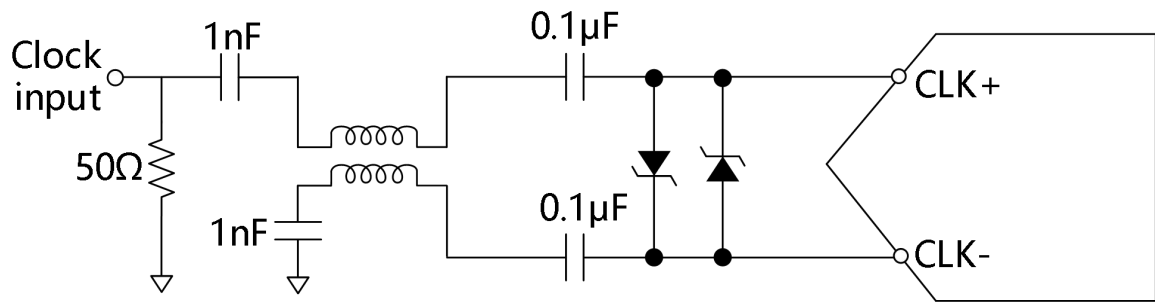 1nF
0.1µF
Clock
input
CLK+
50Ω
0.1µF
1nF
CLK-